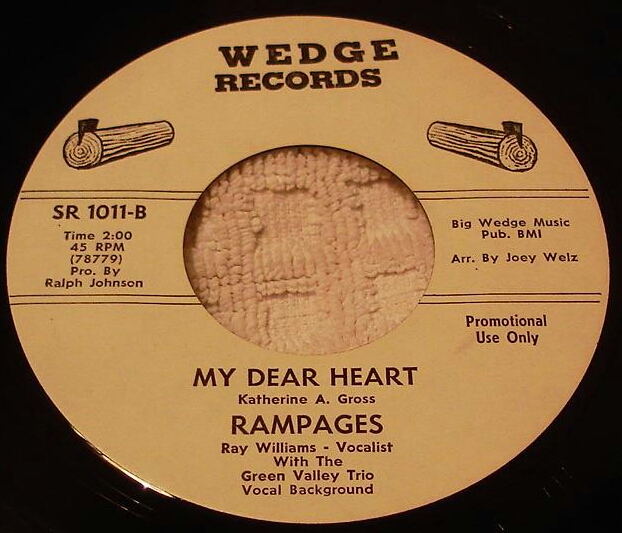 WEDGE
RECORDS
SR 1011-B
Time 2:00
45 RPM
(78779)
Pro. By
Ralph Johnson
Big Wedge Music
Pub. BMI
Arr. By Joey Welz
Promotional
Use Only
MY DEAR HEART
Katherine A. Gross
RAMPAGES
Ray Williams - Vocalist
With The
Green Valley Trio
Vocal Background